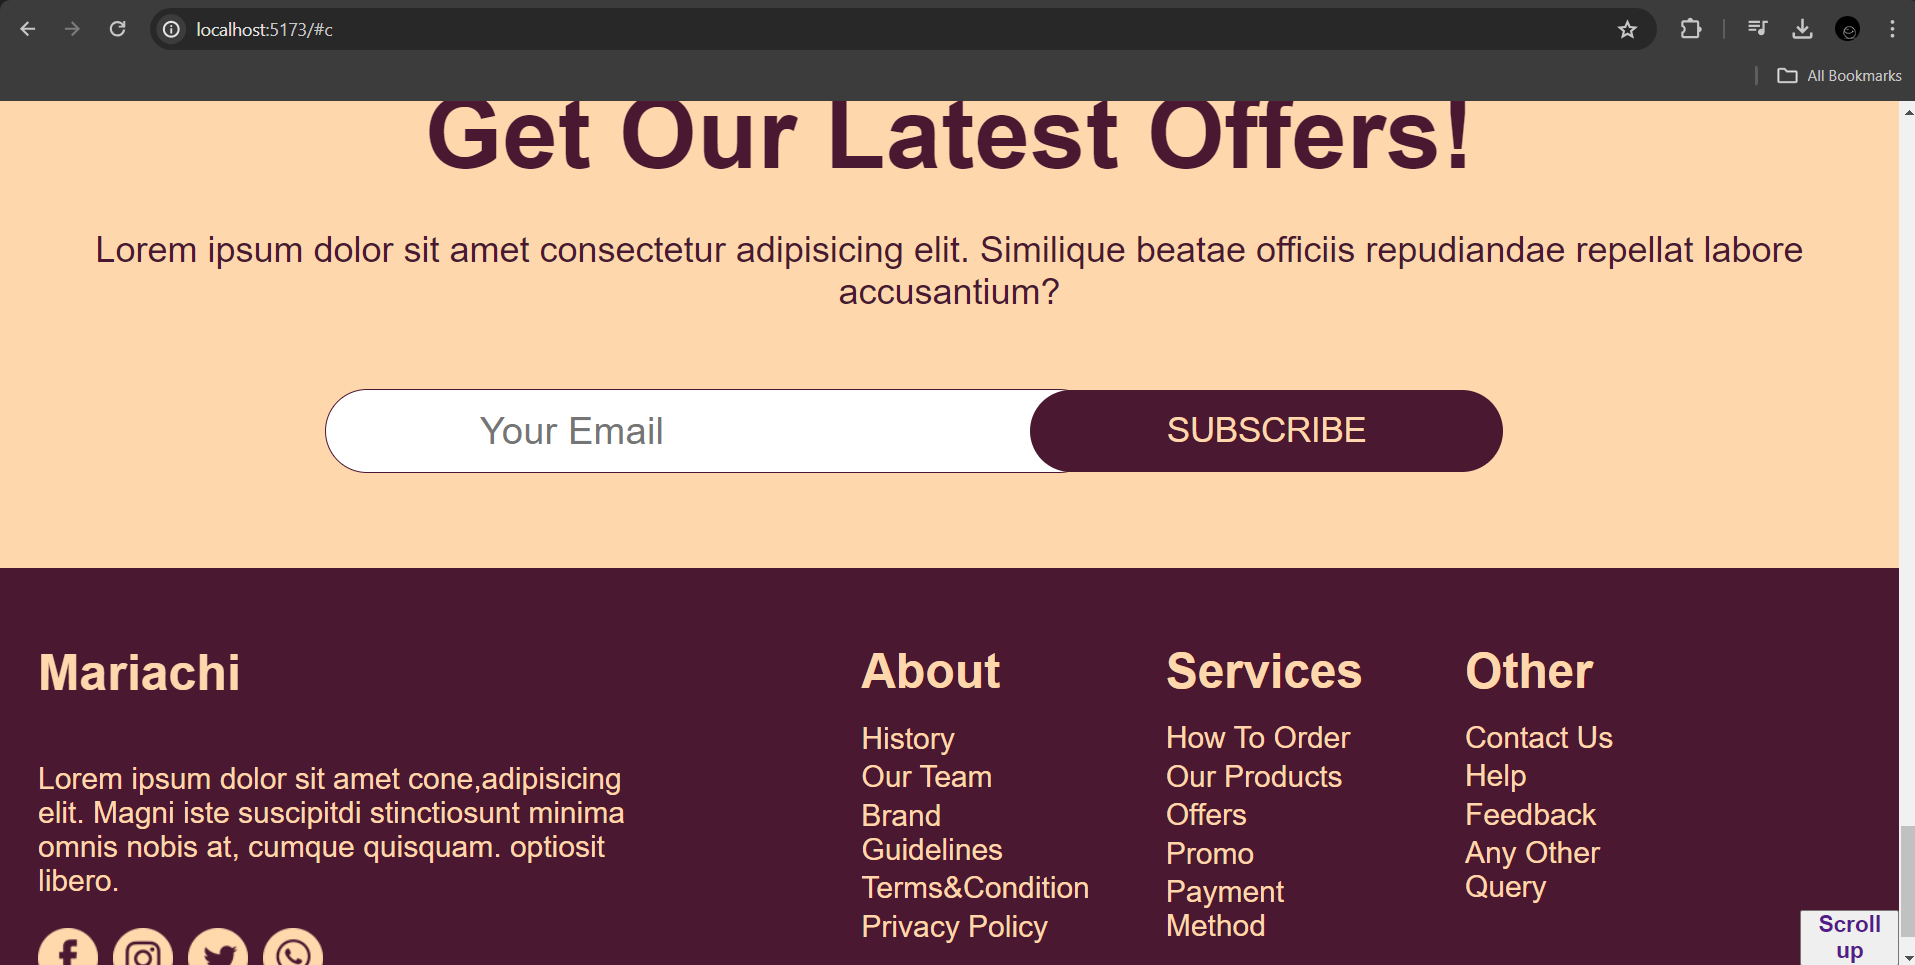 localhost:5173/#c
All Bookmarks
Get Our Latest Offers!
Lorem ipsum dolor sit amet consectetur adipisicing elit. Similique beatae officiis repudiandae repellat labore
accusantium?
Your Email
SUBSCRIBE
Mariachi
Lorem ipsum dolor sit amet cone,adipisicing
elit. Magni iste suscipitdi stinctiosunt minima
omnis nobis at, cumque quisquam. optiosit
libero.
About
History
Our Team
Brand
Guidelines
Terms&Condition
Privacy Policy
Services
How To Order
Our Products
Offers
Promo
Payment
Method
Other
Contact Us
Help
Feedback
Any Other
Query
Scroll
up